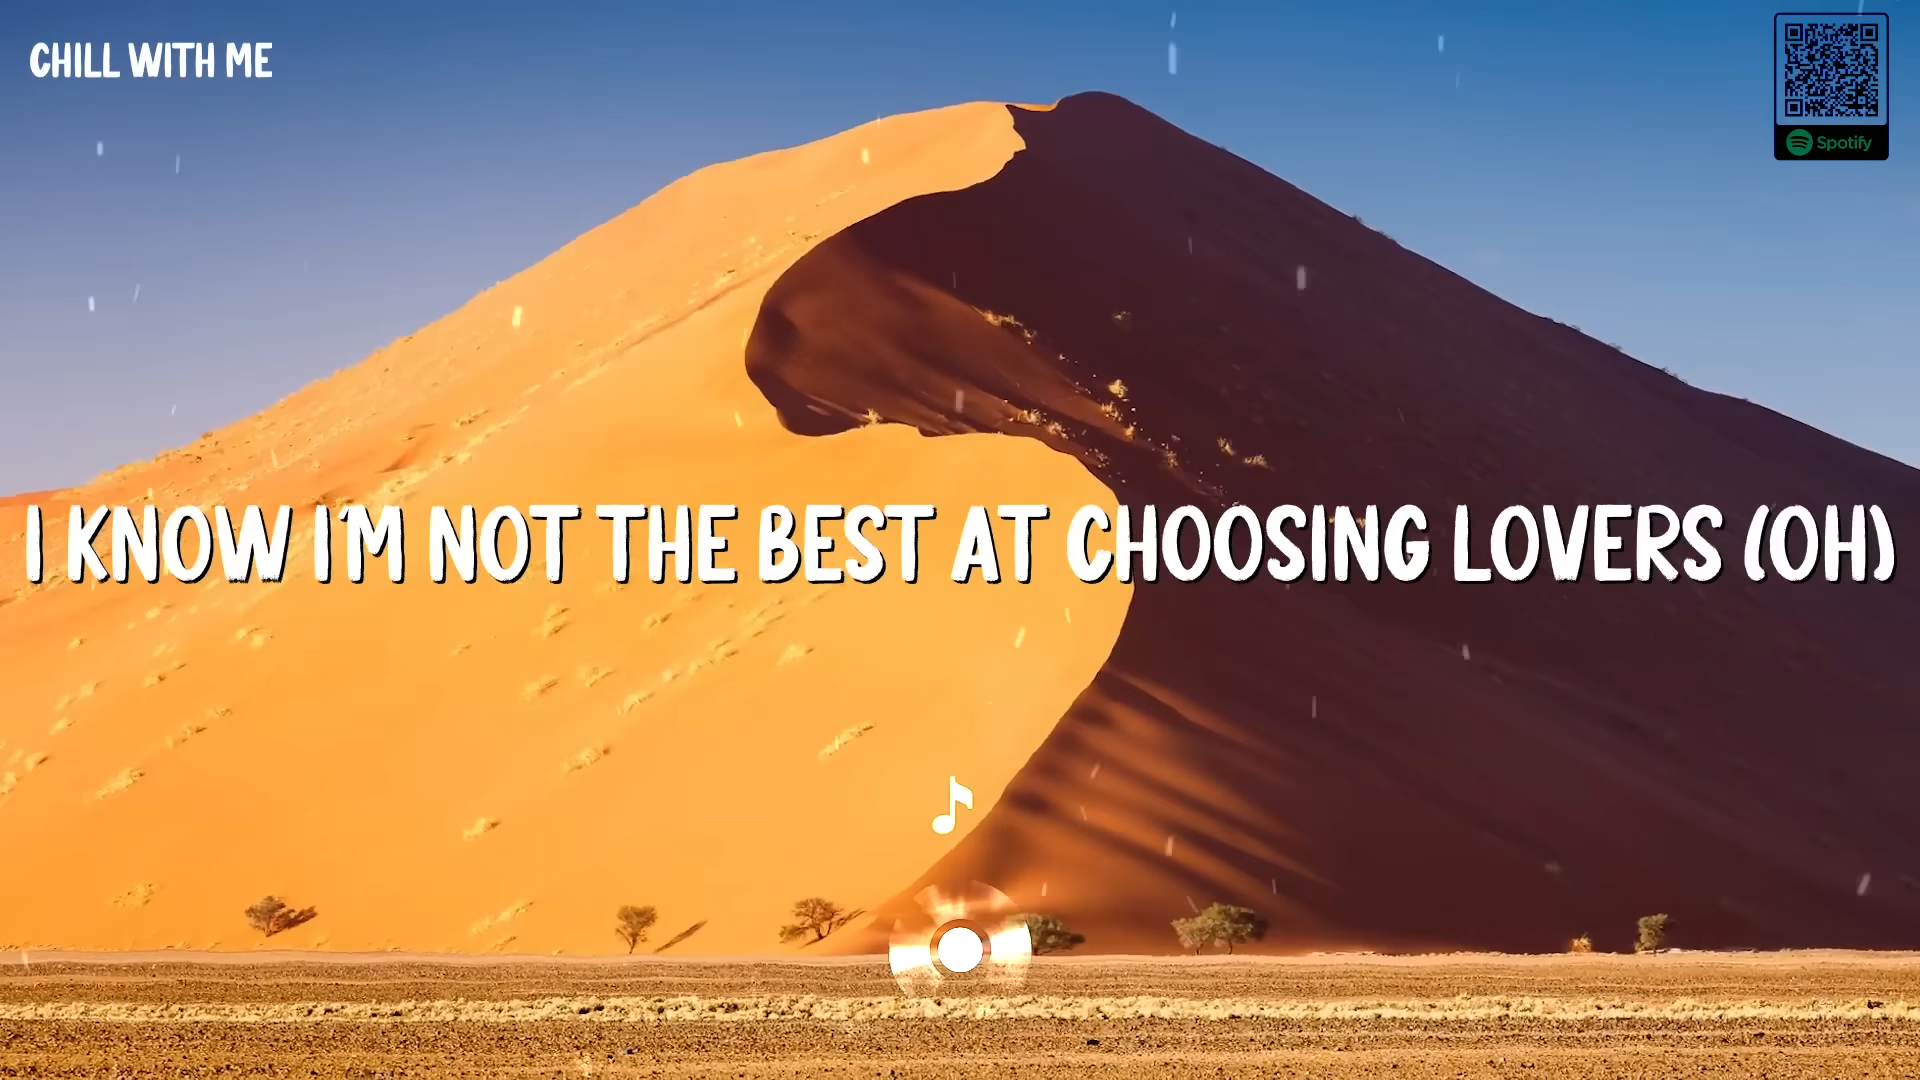 CHILL WITH ME
Spotify
I KNOW I'M NOT THE BEST AT CHOOSING LOVERS (OH)